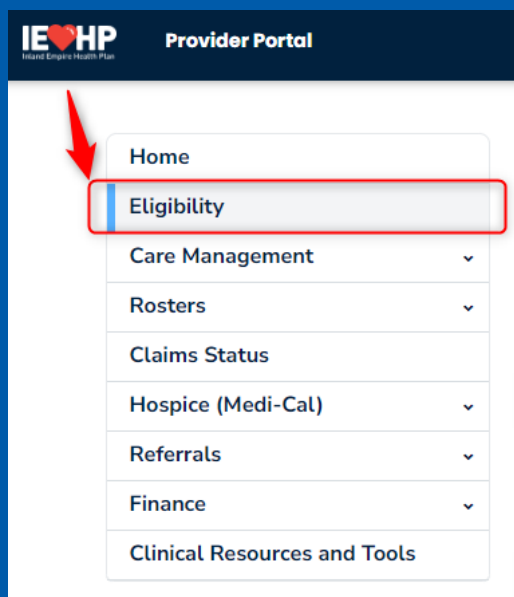 IEHP
Inland Empire Health Plan
Provider Portal
Home
Eligibility
Care Management
Rosters
Claims Status
Hospice (Medi-Cal)
Referrals
Finance
Clinical Resources and Tools